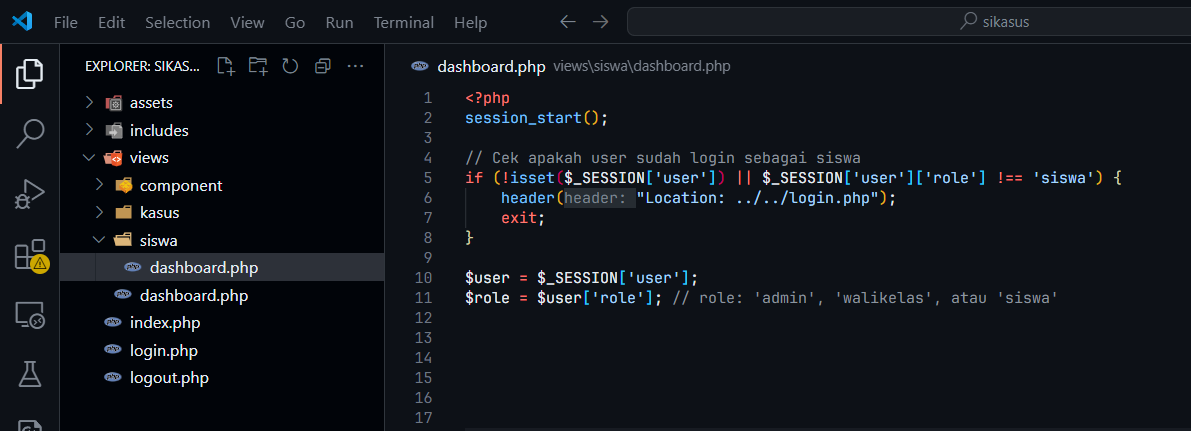 File Edit Selection View Go Run Terminal Help
sikasus
EXPLORER: SIKAS...
assets
includes
views
component
kasus
siswa
dashboard.php
dashboard.php
index.php
login.php
logout.php
dashboard.php views\siswa\dashboard.php
1 <?php
2 session_start();
3
4 // Cek apakah user sudah login sebagai siswa
5 if (!isset($_SESSION['user']) || $_SESSION['user']['role'] !== 'siswa') {
6 header(header: "Location: ../../login.php");
7 exit;
8 }
9
10 $user = $_SESSION['user'];
11 $role = $user['role']; // role: 'admin', 'walikelas', atau 'siswa'
12
13
14
15
16
17